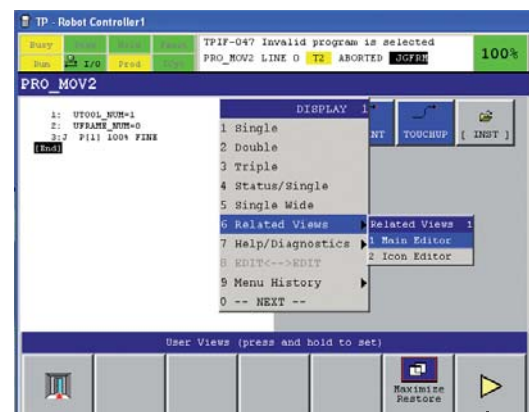 TP - Robot Controller1
Busy Step Hold Fault
Run I/O Prod TCyc
TPIF-047 Invalid program is selected
PRO_MOV2 LINE 0 T2 ABORTED JGFRM
100%
PRO_MOV2
1: UTOOL_NUM=1
2: UFRAME_NUM=0
3:J P[1] 100% FINE
[End]
DISPLAY 1
1 Single
2 Double
3 Triple
4 Status/Single
5 Single Wide
6 Related Views
7 Help/Diagnostics
8 EDIT<-->EDIT
9 Menu History
0 -- NEXT --
Related Views 1
1 Main Editor
2 Icon Editor
NT
TOUCHUP
[ INST ]
User Views (press and hold to set)
Maximize
Restore